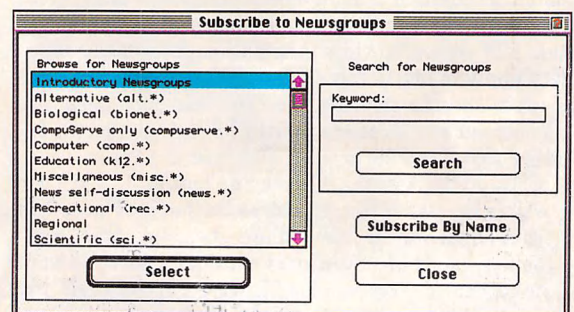 Subscribe to Newsgroups
Browse for Newsgroups
Introductory Newsgroups
Alternative (alt.*)
Biological (bionet.*)
CompuServe only (compuserve.*)
Computer (comp.*)
Education (k12.*)
Miscellaneous (misc.*)
News self-discussion (news.*)
Recreational (rec.*)
Regional
Scientific (sci.*)
Select
Search for Newsgroups
Keyword:
Search
Subscribe By Name
Close